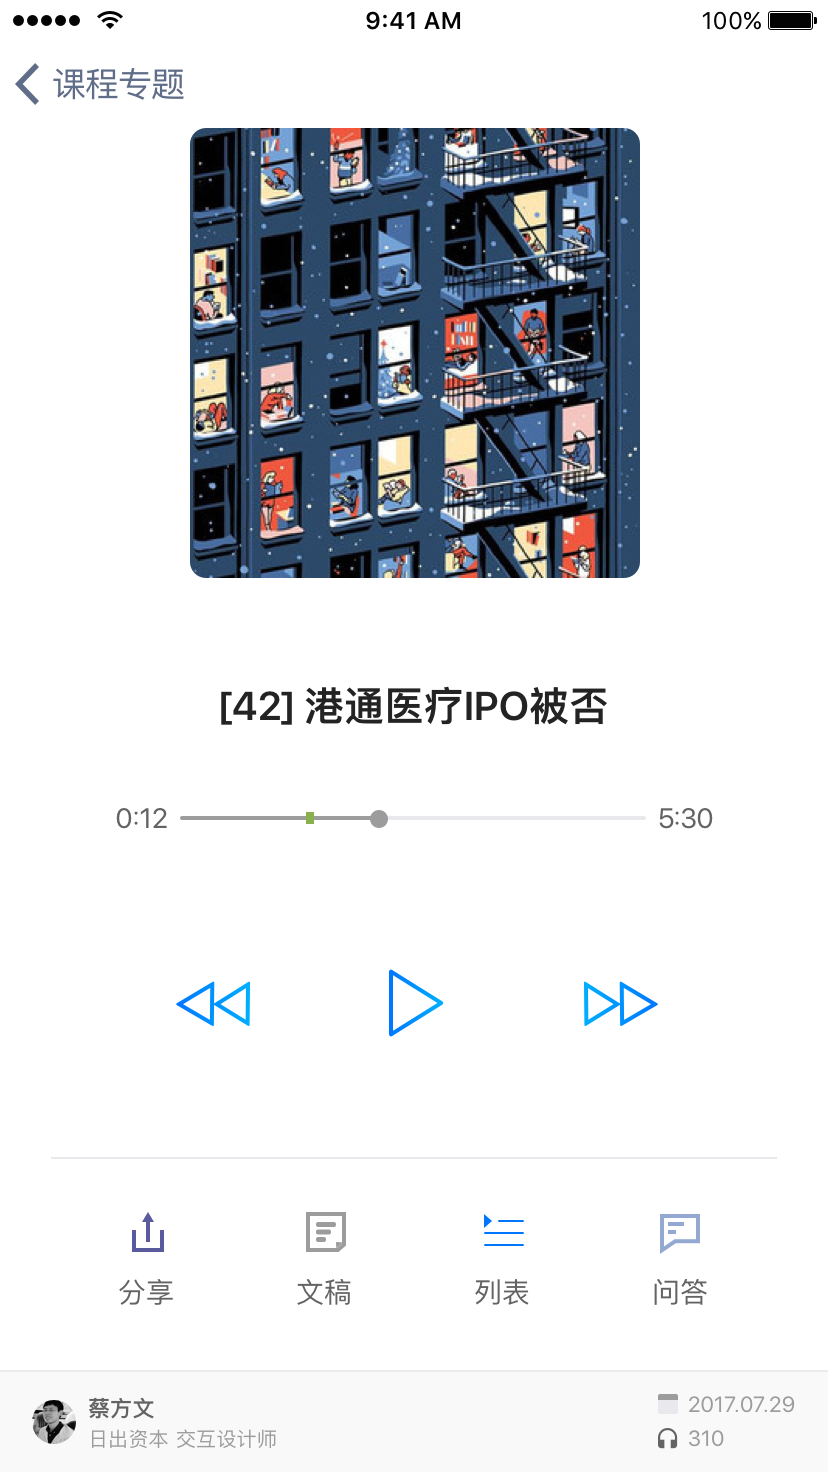 9:41 AM 100%
课程专题
[42] 港通医疗IPO被否
0:12 5:30
分享 文稿 列表 问答
蔡方文 2017.07.29
日出资本 交互设计师 310